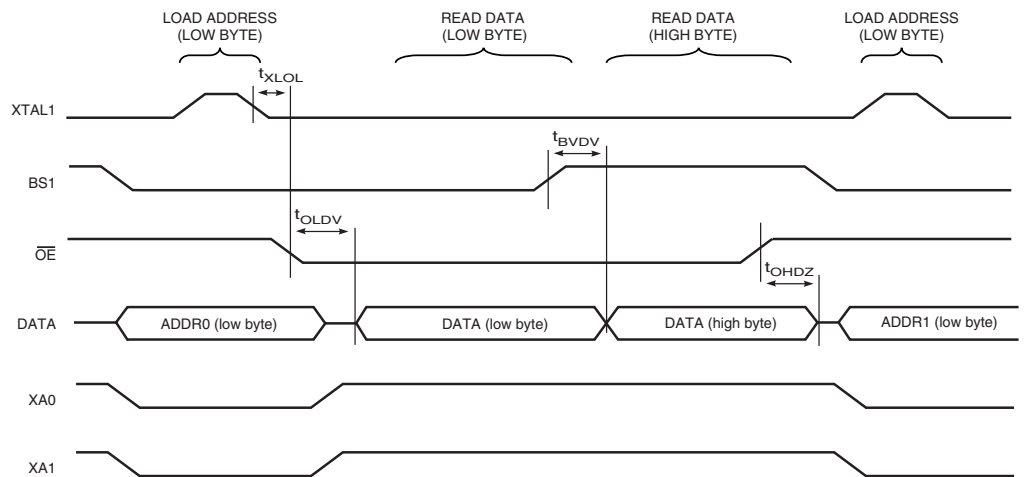 LOAD ADDRESS
(LOW BYTE)
READ DATA
(LOW BYTE)
READ DATA
(HIGH BYTE)
LOAD ADDRESS
(LOW BYTE)
tXLOL
XTAL1
tBVDV
BS1
tOLDV
OE
tOHDZ
DATA
ADDR0 (low byte)
DATA (low byte)
DATA (high byte)
ADDR1 (low byte)
XA0
XA1